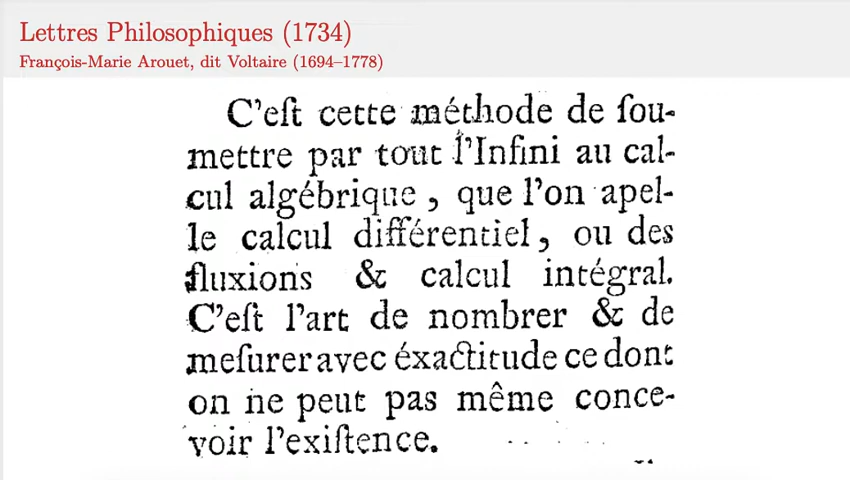 Lettres Philosophiques (1734)
François-Marie Arouet, dit Voltaire (1694–1778)
C'eſt cette méthode de ſou-
mettre par tout l'Infini au cal-
cul algébrique, que l'on apel-
le calcul différentiel, ou des
fluxions & calcul intégral.
C'eſt l'art de nombrer & de
meſurer avec éxactitude ce dont
on ne peut pas même conce-
voir l'exiſtence.